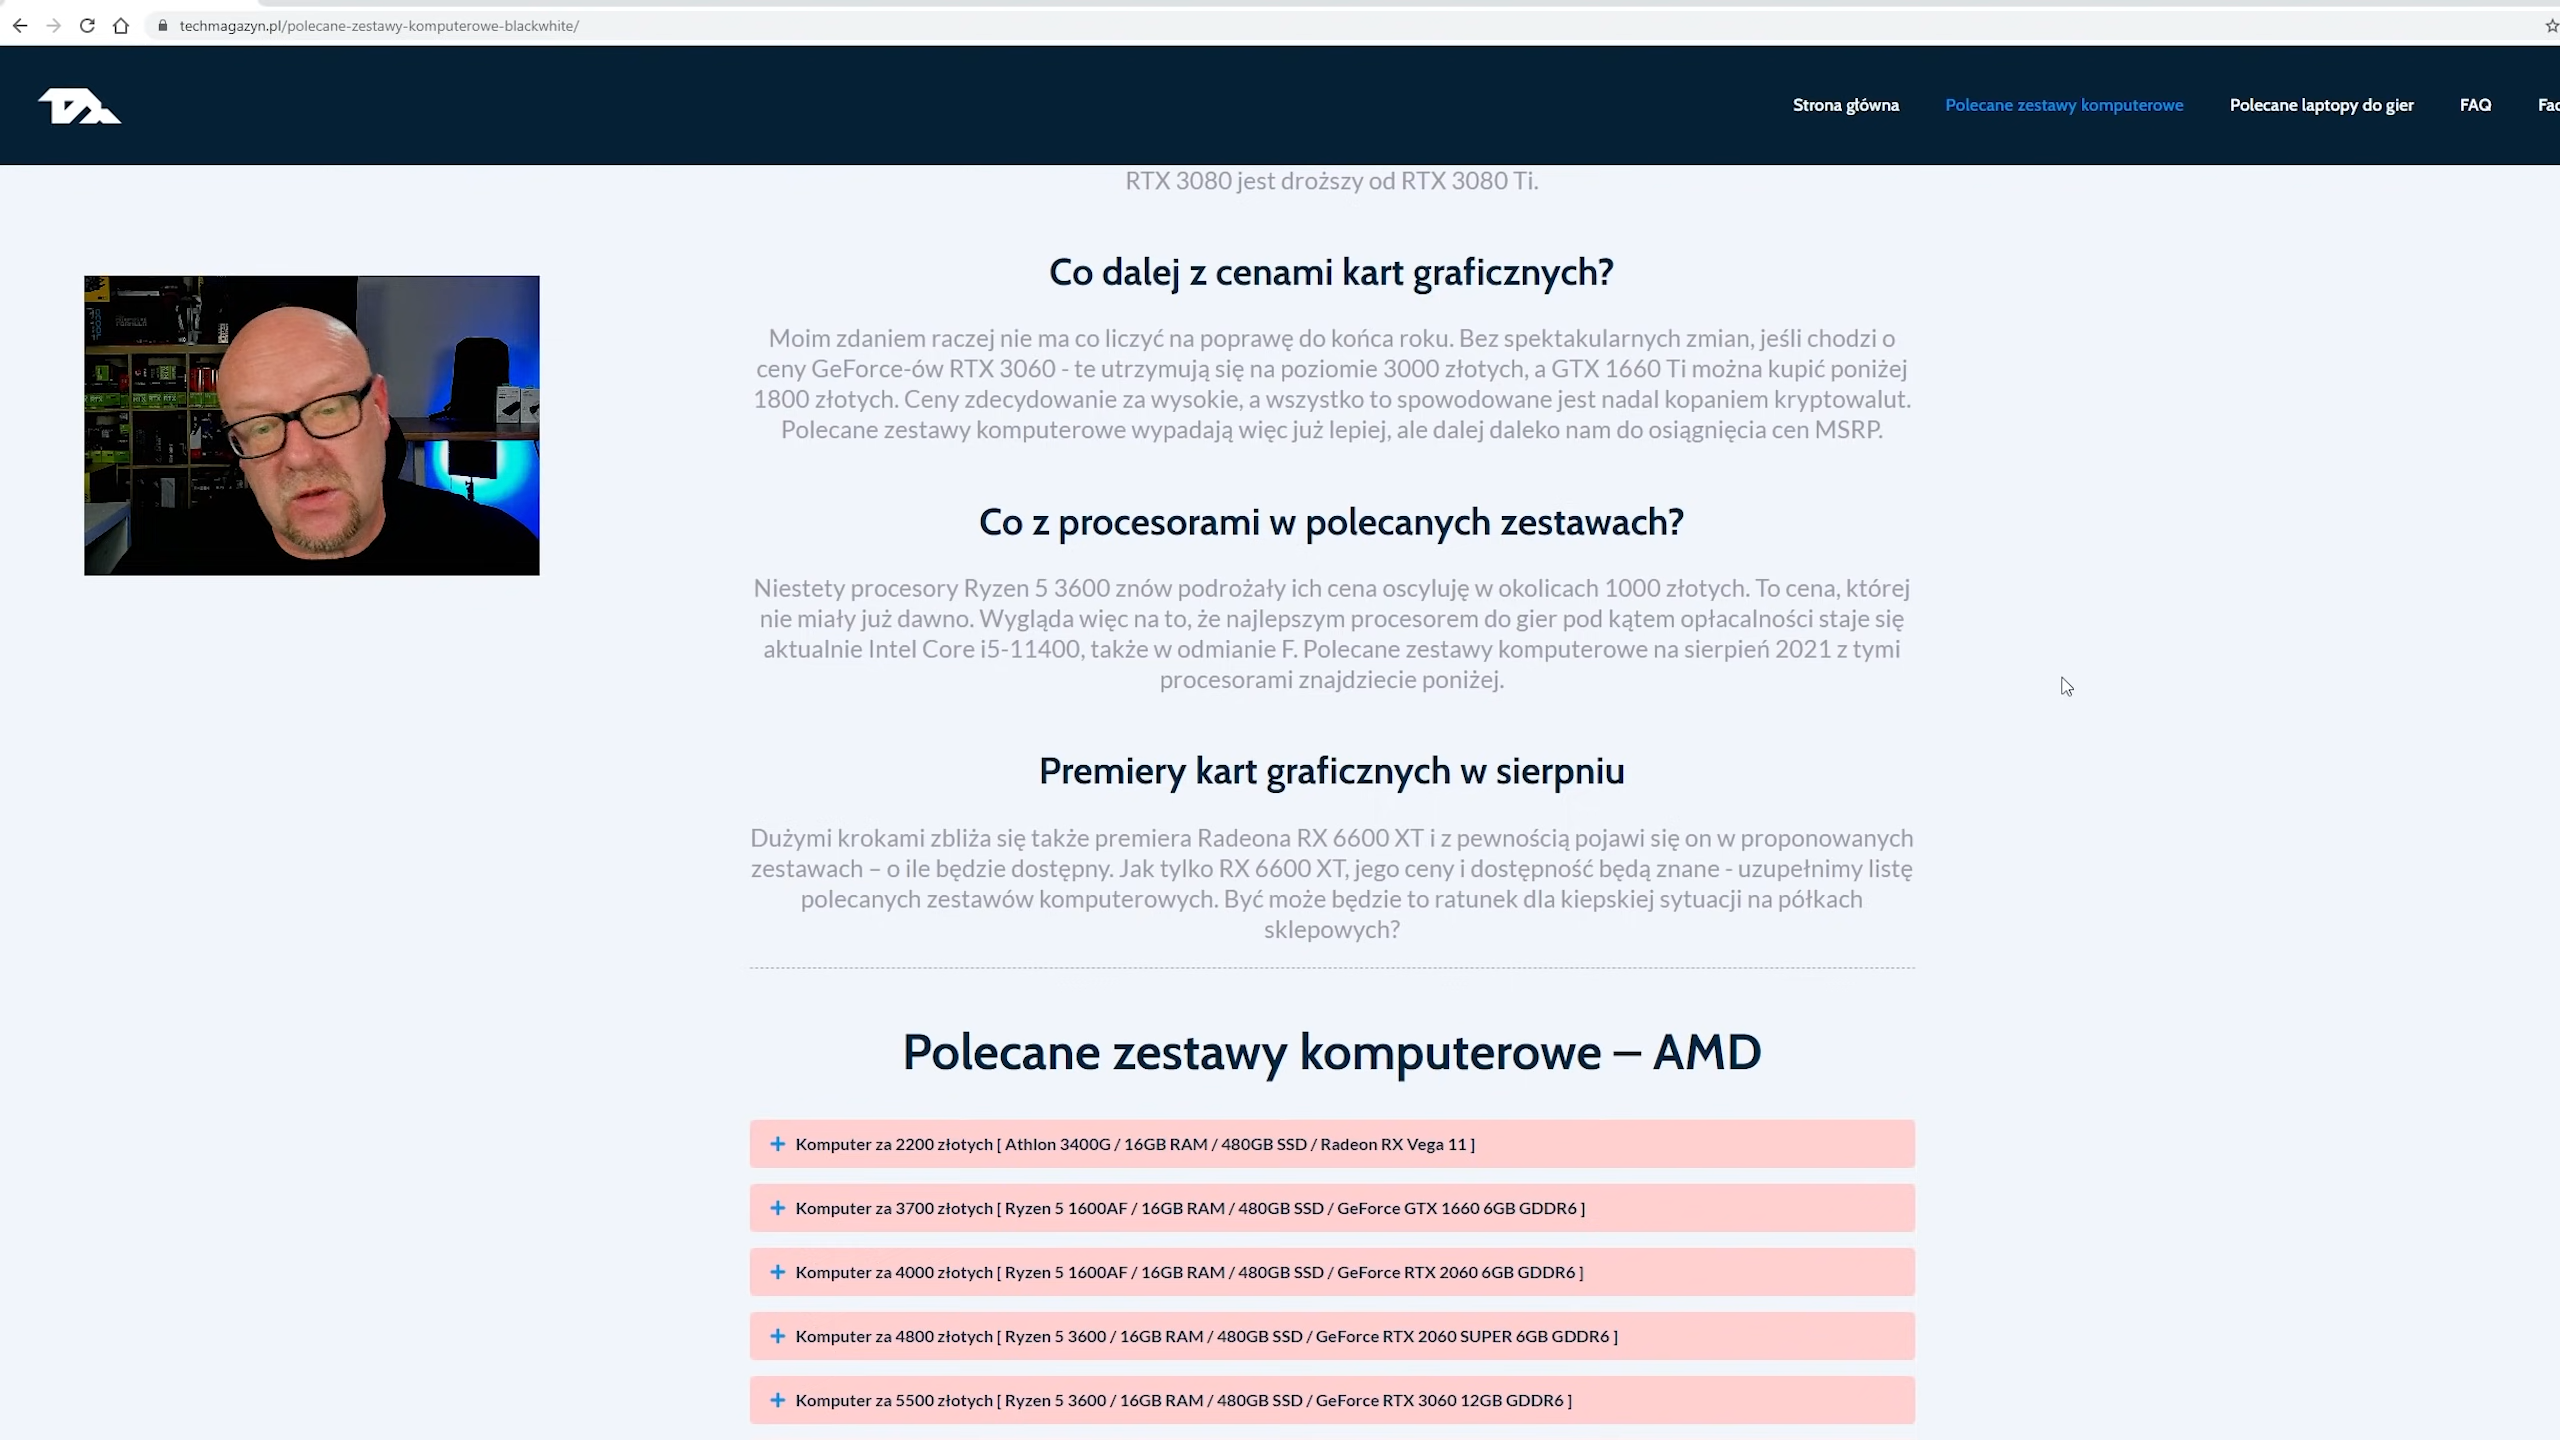 techmagazyn.pl/polecane-zestawy-komputerowe-blackwhite/
Strona główna
Polecane zestawy komputerowe
Polecane laptopy do gier
FAQ
RTX 3080 jest droższy od RTX 3080 Ti.
Co dalej z cenami kart graficznych?
Moim zdaniem raczej nie ma co liczyć na poprawę do końca roku. Bez spektakularnych zmian, jeśli chodzi o
ceny GeForce-ów RTX 3060 - te utrzymują się na poziomie 3000 złotych, a GTX 1660 Ti można kupić poniżej
1800 złotych. Ceny zdecydowanie za wysokie, a wszystko to spowodowane jest nadal kopaniem kryptowalut.
Polecane zestawy komputerowe wypadają więc już lepiej, ale dalej daleko nam do osiągnięcia cen MSRP.
Co z procesorami w polecanych zestawach?
Niestety procesory Ryzen 5 3600 znów podrożały ich cena oscyluję w okolicach 1000 złotych. To cena, której
nie miały już dawno. Wygląda więc na to, że najlepszym procesorem do gier pod kątem opłacalności staje się
aktualnie Intel Core i5-11400, także w odmianie F. Polecane zestawy komputerowe na sierpień 2021 z tymi
procesorami znajdziecie poniżej.
Premiery kart graficznych w sierpniu
Dużymi krokami zbliża się także premiera Radeona RX 6600 XT i z pewnością pojawi się on w proponowanych
zestawach – o ile będzie dostępny. Jak tylko RX 6600 XT, jego ceny i dostępność będą znane - uzupełnimy listę
polecanych zestawów komputerowych. Być może będzie to ratunek dla kiepskiej sytuacji na półkach
sklepowych?
Polecane zestawy komputerowe – AMD
Komputer za 2200 złotych [ Athlon 3400G / 16GB RAM / 480GB SSD / Radeon RX Vega 11 ]
Komputer za 3700 złotych [ Ryzen 5 1600AF / 16GB RAM / 480GB SSD / GeForce GTX 1660 6GB GDDR6 ]
Komputer za 4000 złotych [ Ryzen 5 1600AF / 16GB RAM / 480GB SSD / GeForce RTX 2060 6GB GDDR6 ]
Komputer za 4800 złotych [ Ryzen 5 3600 / 16GB RAM / 480GB SSD / GeForce RTX 2060 SUPER 6GB GDDR6 ]
Komputer za 5500 złotych [ Ryzen 5 3600 / 16GB RAM / 480GB SSD / GeForce RTX 3060 12GB GDDR6 ]